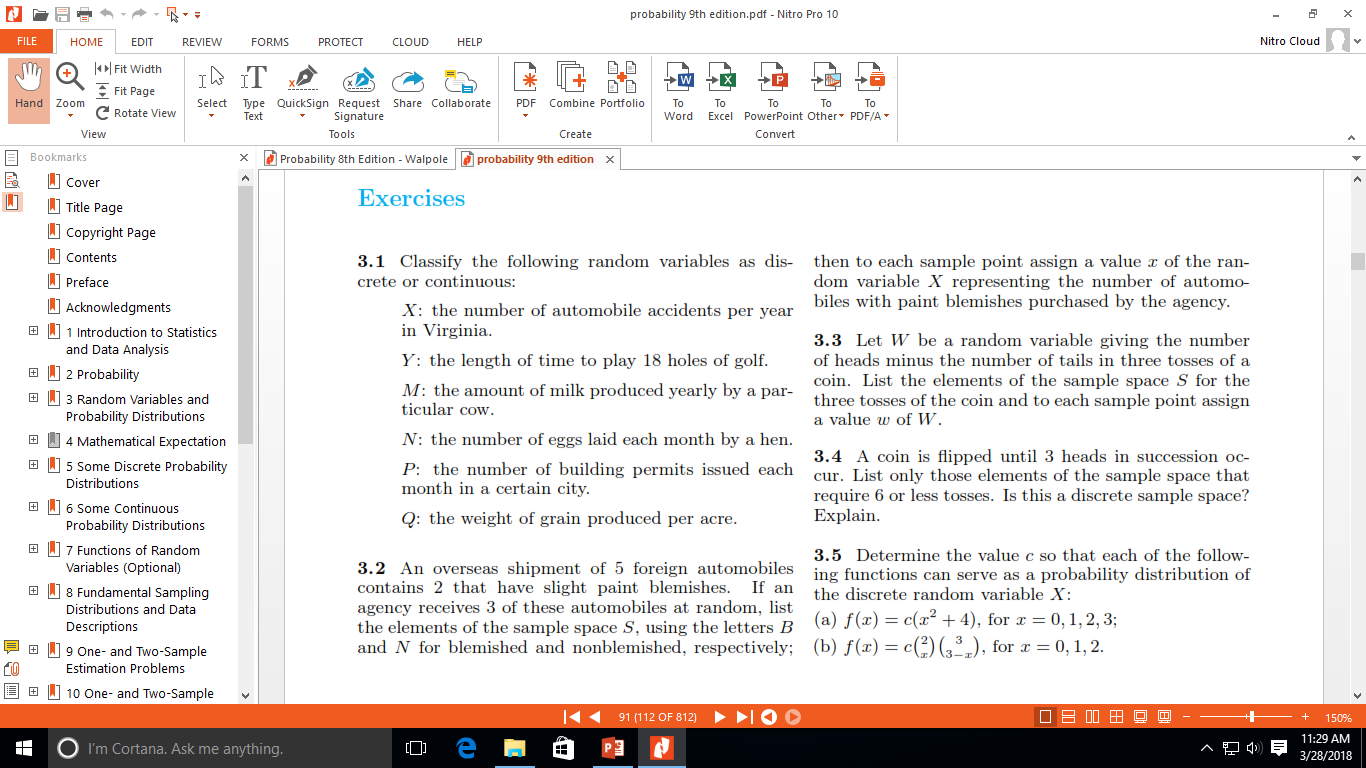 probability 9th edition.pdf - Nitro Pro 10
FILE HOME EDIT REVIEW FORMS PROTECT CLOUD HELP Nitro Cloud
Hand
Zoom
Fit Width
Fit Page
Rotate View
View
Select
Type
Text
QuickSign
Request
Signature
Share
Collaborate
Tools
PDF
Combine
Portfolio
Create
To
Word
To
Excel
To
PowerPoint
To
Other
To
PDF/A
Convert
Bookmarks
Probability 8th Edition - Walpole
probability 9th edition
Cover
Title Page
Copyright Page
Contents
Preface
Acknowledgments
1 Introduction to Statistics
and Data Analysis
2 Probability
3 Random Variables and
Probability Distributions
4 Mathematical Expectation
5 Some Discrete Probability
Distributions
6 Some Continuous
Probability Distributions
7 Functions of Random
Variables (Optional)
8 Fundamental Sampling
Distributions and Data
Descriptions
9 One- and Two-Sample
Estimation Problems
10 One- and Two-Sample
Exercises
3.1 Classify the following random variables as dis-
crete or continuous:
X: the number of automobile accidents per year
in Virginia.
Y: the length of time to play 18 holes of golf.
M: the amount of milk produced yearly by a par-
ticular cow.
N: the number of eggs laid each month by a hen.
P: the number of building permits issued each
month in a certain city.
Q: the weight of grain produced per acre.
3.2 An overseas shipment of 5 foreign automobiles
contains 2 that have slight paint blemishes. If an
agency receives 3 of these automobiles at random, list
the elements of the sample space S, using the letters B
and N for blemished and nonblemished, respectively;
then to each sample point assign a value x of the ran-
dom variable X representing the number of automo-
biles with paint blemishes purchased by the agency.
3.3 Let W be a random variable giving the number
of heads minus the number of tails in three tosses of a
coin. List the elements of the sample space S for the
three tosses of the coin and to each sample point assign
a value w of W.
3.4 A coin is flipped until 3 heads in succession oc-
cur. List only those elements of the sample space that
require 6 or less tosses. Is this a discrete sample space?
Explain.
3.5 Determine the value c so that each of the follow-
ing functions can serve as a probability distribution of
the discrete random variable X:
(a) f(x) = c(x² + 4), for x = 0, 1, 2, 3;
(b) f(x) = c(2 x)(3 3−x), for x = 0, 1, 2.
91 (112 OF 812)
150%
I'm Cortana. Ask me anything.
11:29 AM
3/28/2018